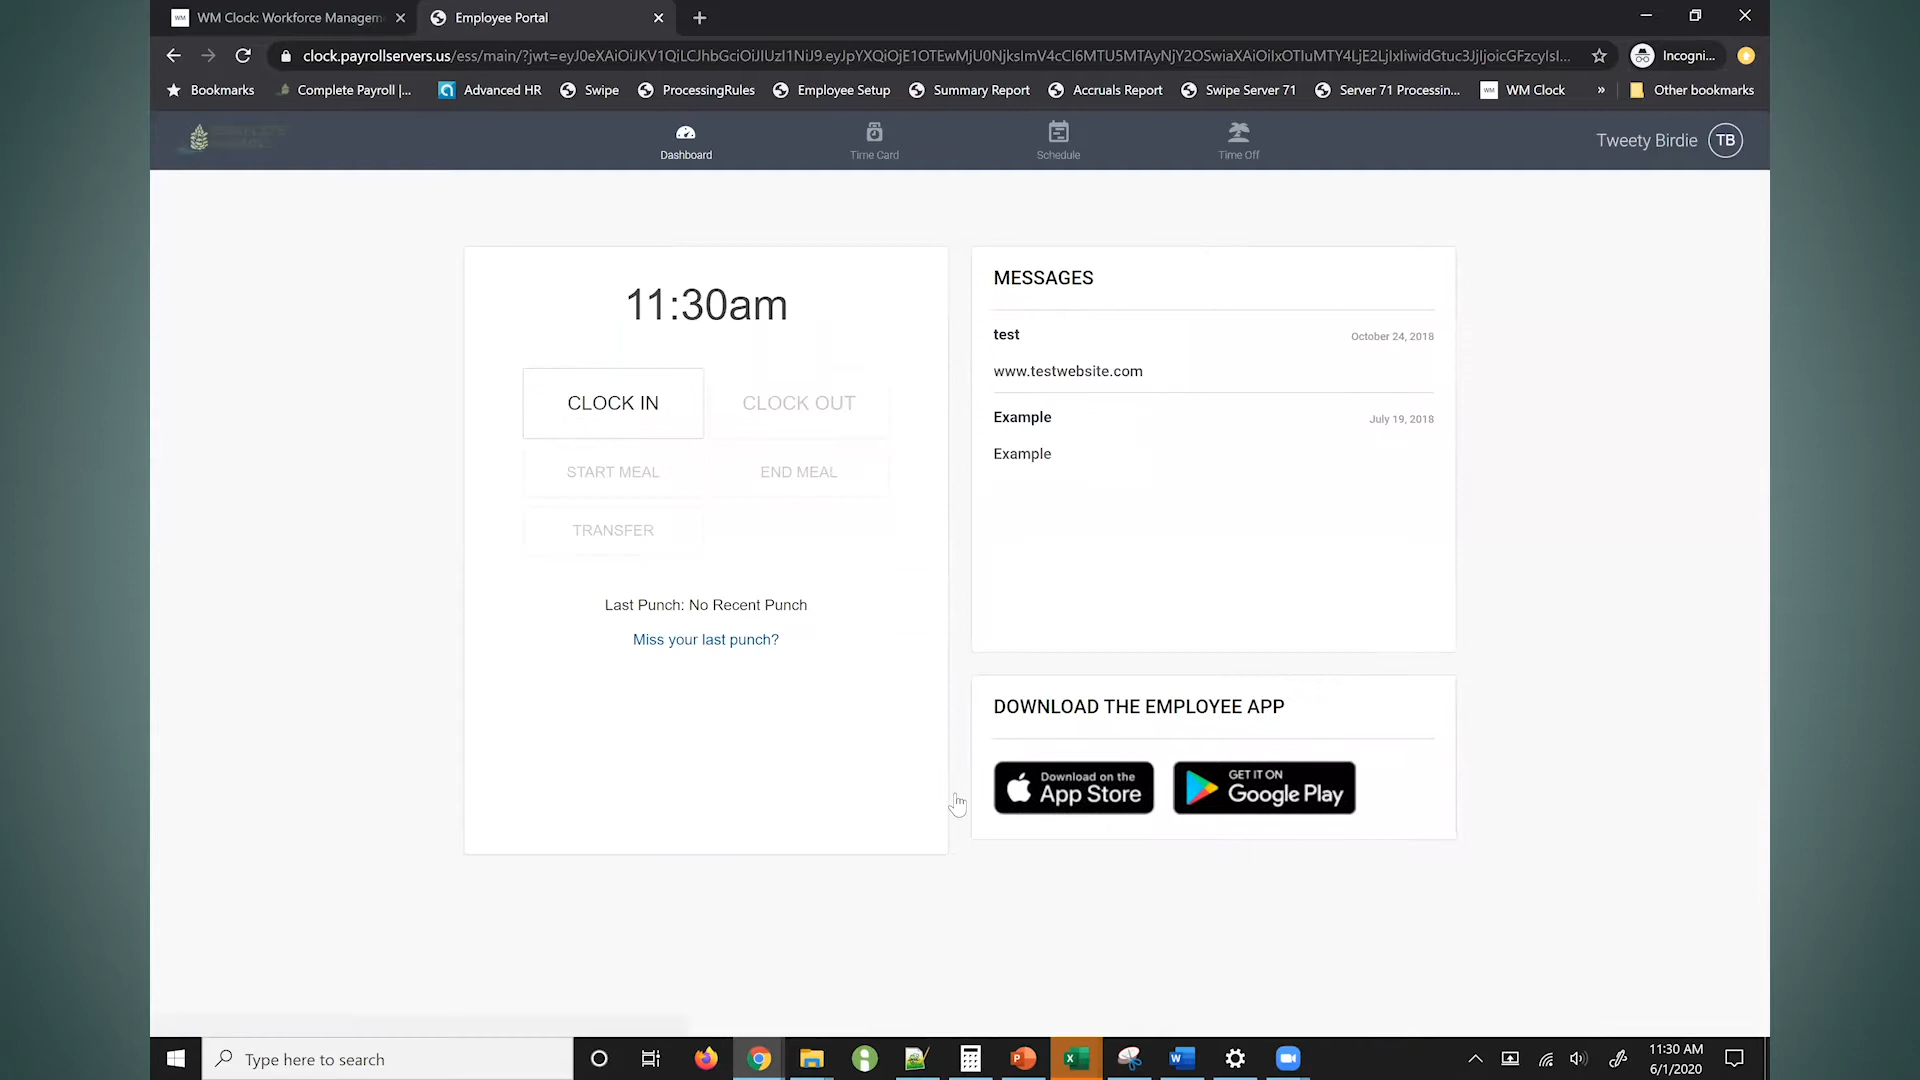 WM Clock: Workforce Managem
Employee Portal
clock.payrollservers.us/ess/main/?jwt=eyJ0eXAiOiJKV1QiLCJhbGciOiJIUzI1NiJ9.eyJpYXQiOjE1OTEwMjU0NjksImV4cCI6MTU5MTAyNjY2OSwiaXAiOiIxOTIuMTY4LjE2LjIxIiwidGtuc3JjIjoicGFzcyIsI...
Incogni...
Bookmarks
Complete Payroll |...
Advanced HR
Swipe
ProcessingRules
Employee Setup
Summary Report
Accruals Report
Swipe Server 71
Server 71 Processin...
WM Clock
»
Other bookmarks
Dashboard
Time Card
Schedule
Time Off
Tweety Birdie
TB
11:30am
CLOCK IN
CLOCK OUT
START MEAL
END MEAL
TRANSFER
Last Punch: No Recent Punch
Miss your last punch?
MESSAGES
test
October 24, 2018
www.testwebsite.com
Example
July 19, 2018
Example
DOWNLOAD THE EMPLOYEE APP
Download on the
App Store
GET IT ON
Google Play
Type here to search
11:30 AM
6/1/2020